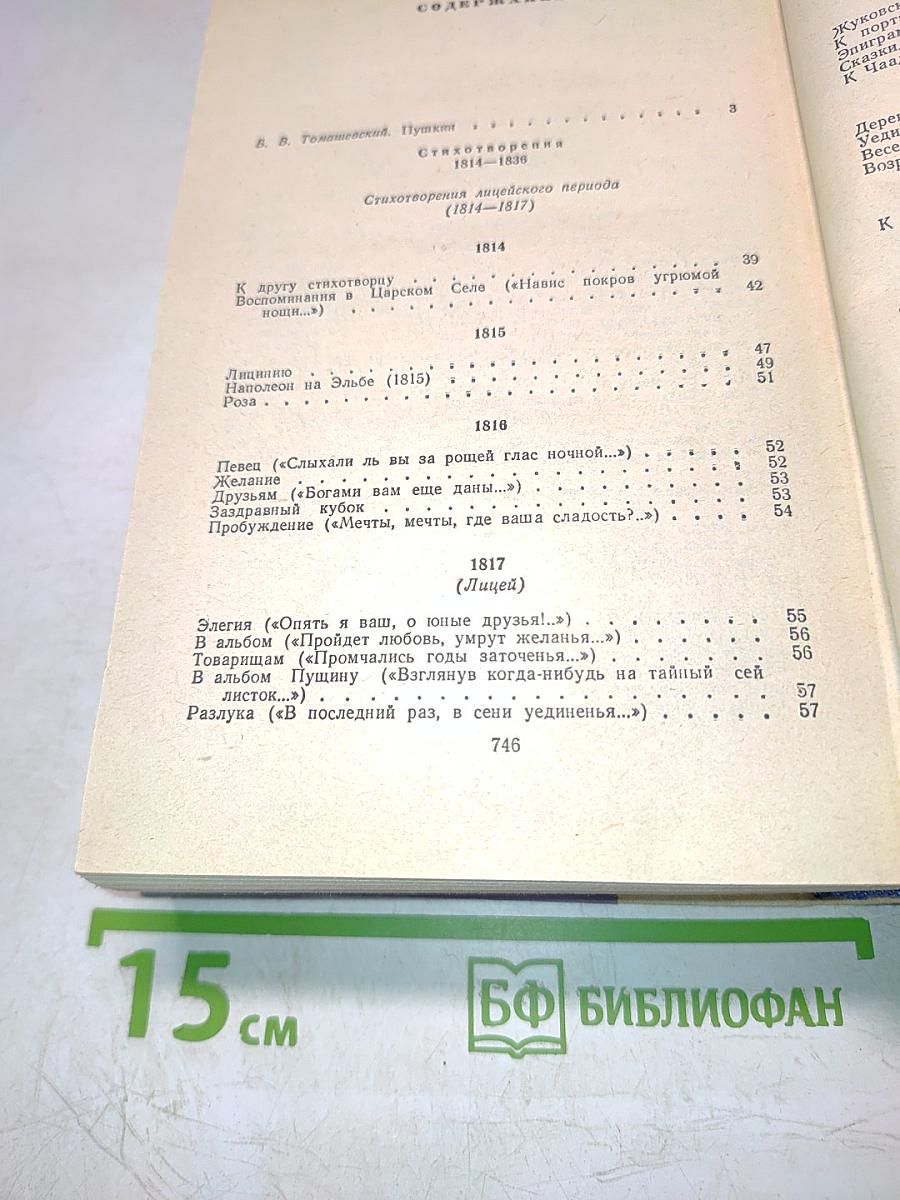 СОДЕРЖАНИЕ
Б. В. Томашевский. Пушкин . . . . . . . . . . . . . 3
Стихотворения
1814—1836
Стихотворения лицейского периода
(1814—1817)
1814
К другу стихотворцу . . . . . . . . . . . . . 39
Воспоминания в Царском Селе («Навис покров угрюмой
нощи...») . . . . . . . . . . . . . . . 42
1815
Лицинию . . . . . . . . . . . . . . . . 47
Наполеон на Эльбе (1815) . . . . . . . . . . 49
Роза . . . . . . . . . . . . . . . . . 51
1816
Певец («Слыхали ль вы за рощей глас ночной...») . . . . 52
Желание . . . . . . . . . . . . . . . . 52
Друзьям («Богами вам еще даны...») . . . . . . . 53
Заздравный кубок . . . . . . . . . . . . . 53
Пробуждение («Мечты, мечты, где ваша сладость?..») . . . . 54
1817
(Лицей)
Элегия («Опять я ваш, о юные друзья!..») . . . . . . . 55
В альбом («Пройдет любовь, умрут желанья...») . . . . . 56
Товарищам («Промчались годы заточенья...») . . . . . . 56
В альбом Пущину («Взглянув когда-нибудь на тайный сей
листок...») . . . . . . . . . . . . . . . 57
Разлука («В последний раз, в сени уединенья...») . . . . . 57
746
К порт
Эпиграм
Сказки.
К Чаад
Дерев
Уеди
Весе
Возр
К
15 см
БФ БИБЛИОФАН